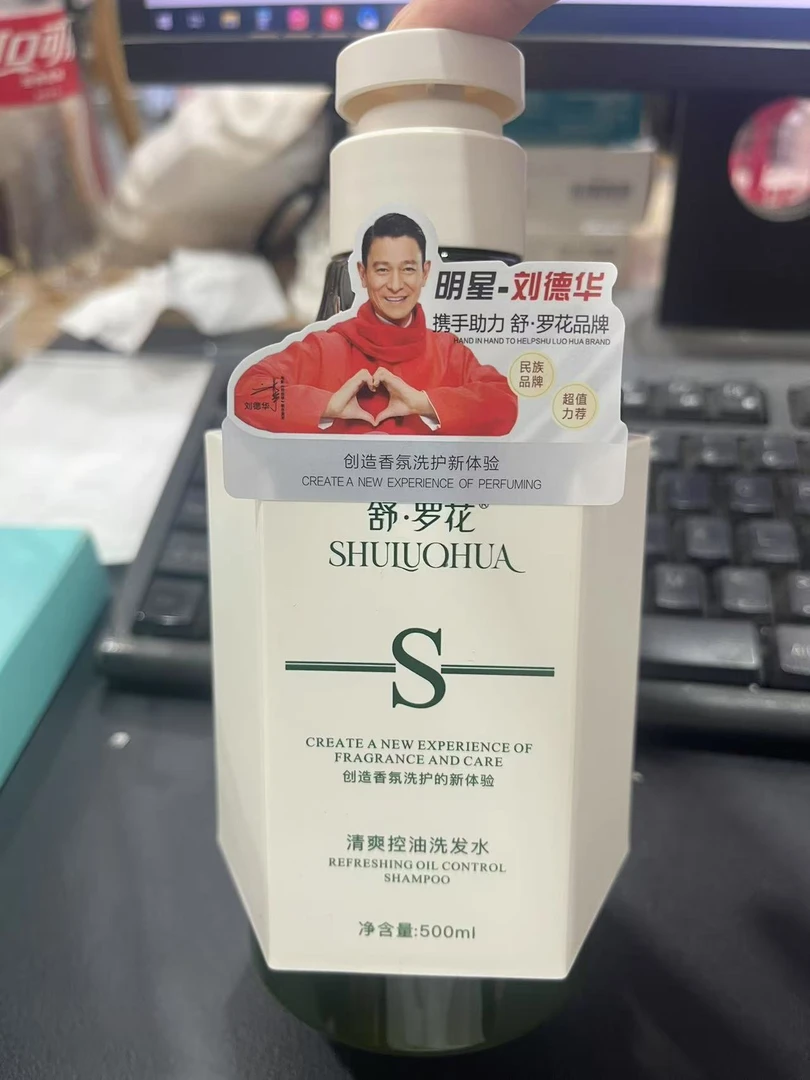 明星-刘德华
携手助力 舒·罗花品牌
HAND IN HAND TO HELPSHU LUO HUA BRAND
民族
品牌
超值
力荐
刘德华
创造香氛洗护新体验
CREATE A NEW EXPERIENCE OF PERFUMING
舒·罗花®
SHULUOHUA
S
CREATE A NEW EXPERIENCE OF
FRAGRANCE AND CARE
创造香氛洗护的新体验
清爽控油洗发水
REFRESHING OIL CONTROL
SHAMPOO
净含量:500ml